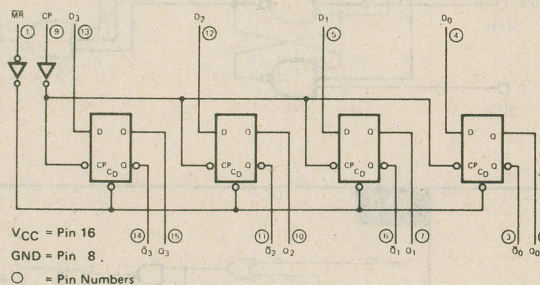 M̅R̅ CP D3 D2 D1 D0
1 9 13 12 5 4
D Q D Q D Q D Q
CP CD Q CP CD Q CP CD Q CP CD Q
14 15 11 10 6 7 3
Q̅3 Q3 Q̅2 Q2 Q̅1 Q1 Q̅0 Q0
VCC = Pin 16
GND = Pin 8 .
○ = Pin Numbers